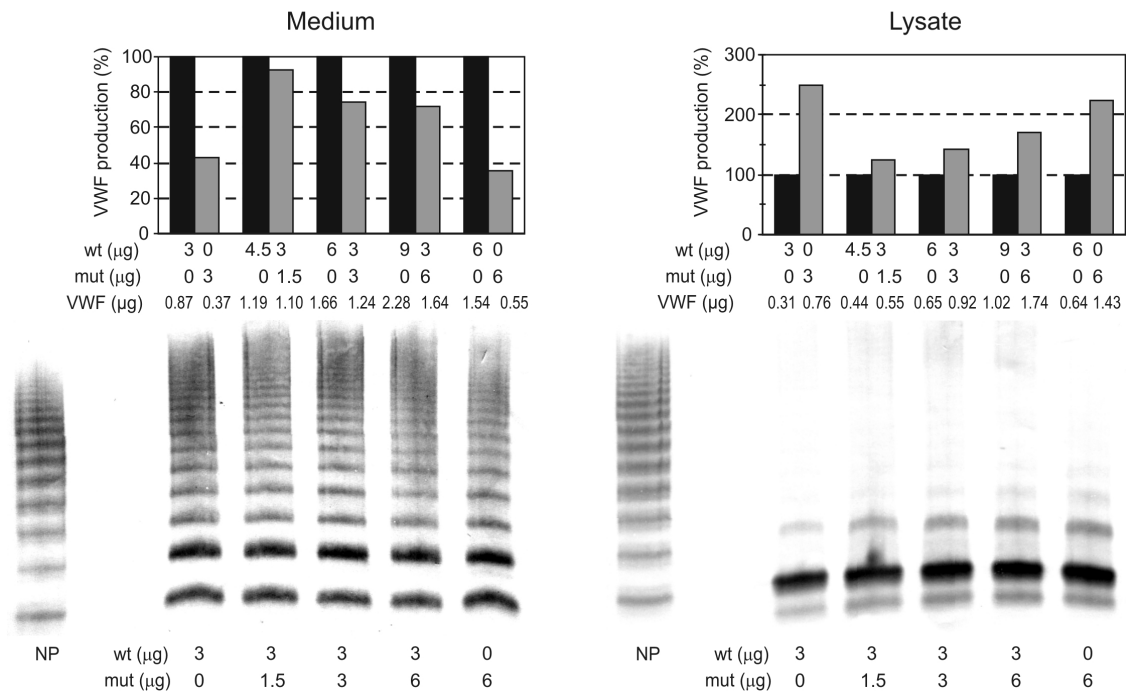 Medium
VWF production (%)
100
80
60
40
20
0
wt (μg) 3 0 4.5 3 6 3 9 3 6 0
mut (μg) 0 3 0 1.5 0 3 0 6 0 6
VWF (μg) 0.87 0.37 1.19 1.10 1.66 1.24 2.28 1.64 1.54 0.55
NP
wt (μg) 3 3 3 3 0
mut (μg) 0 1.5 3 6 6
Lysate
VWF production (%)
300
200
100
0
wt (μg) 3 0 4.5 3 6 3 9 3 6 0
mut (μg) 0 3 0 1.5 0 3 0 6 0 6
VWF (μg) 0.31 0.76 0.44 0.55 0.65 0.92 1.02 1.74 0.64 1.43
NP
wt (μg) 3 3 3 3 0
mut (μg) 0 1.5 3 6 6